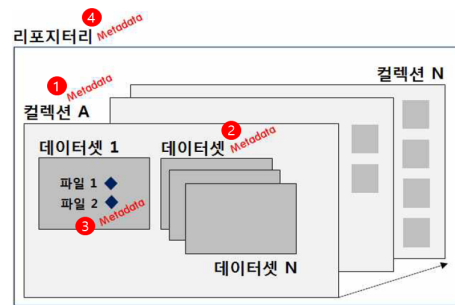 4
리포지터리 Metadata
1
Metadata
컬렉션 N
컬렉션 A
2
데이터셋 1
데이터셋 Metadata
파일 1
파일 2
3 Metadata
데이터셋 N